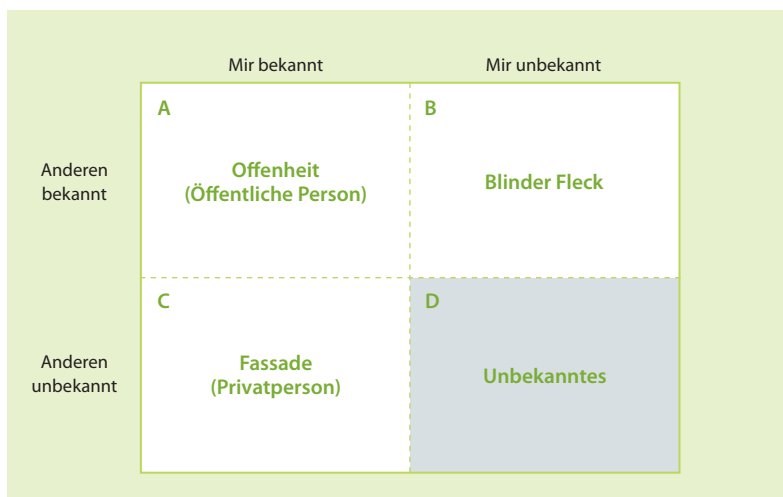 Mir bekannt
Mir unbekannt
A
B
Anderen
bekannt
Offenheit
(Öffentliche Person)
Blinder Fleck
C
D
Anderen
unbekannt
Fassade
(Privatperson)
Unbekanntes